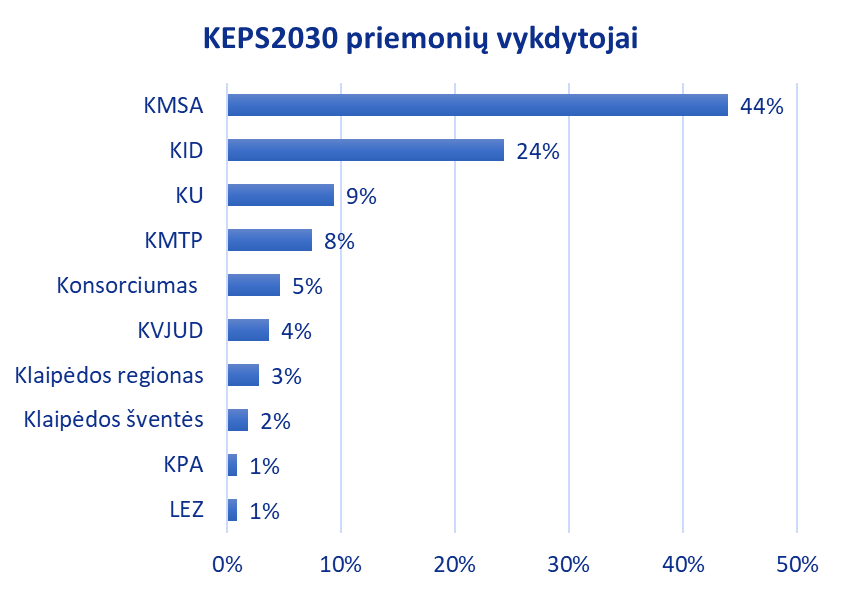 KEPS2030 priemonių vykdytojai
KMSA 44%
KID 24%
KU 9%
KMTP 8%
Konsorciumas 5%
KVJUD 4%
Klaipėdos regionas 3%
Klaipėdos šventės 2%
KPA 1%
LEZ 1%
0% 10% 20% 30% 40% 50%